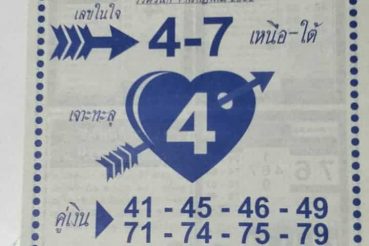 เลขในใจ
4-7 เหนือ-ใต้
เจาะทะลุ
4
คู่เงิน
41 - 45 - 46 - 49
71 - 74 - 75 - 79